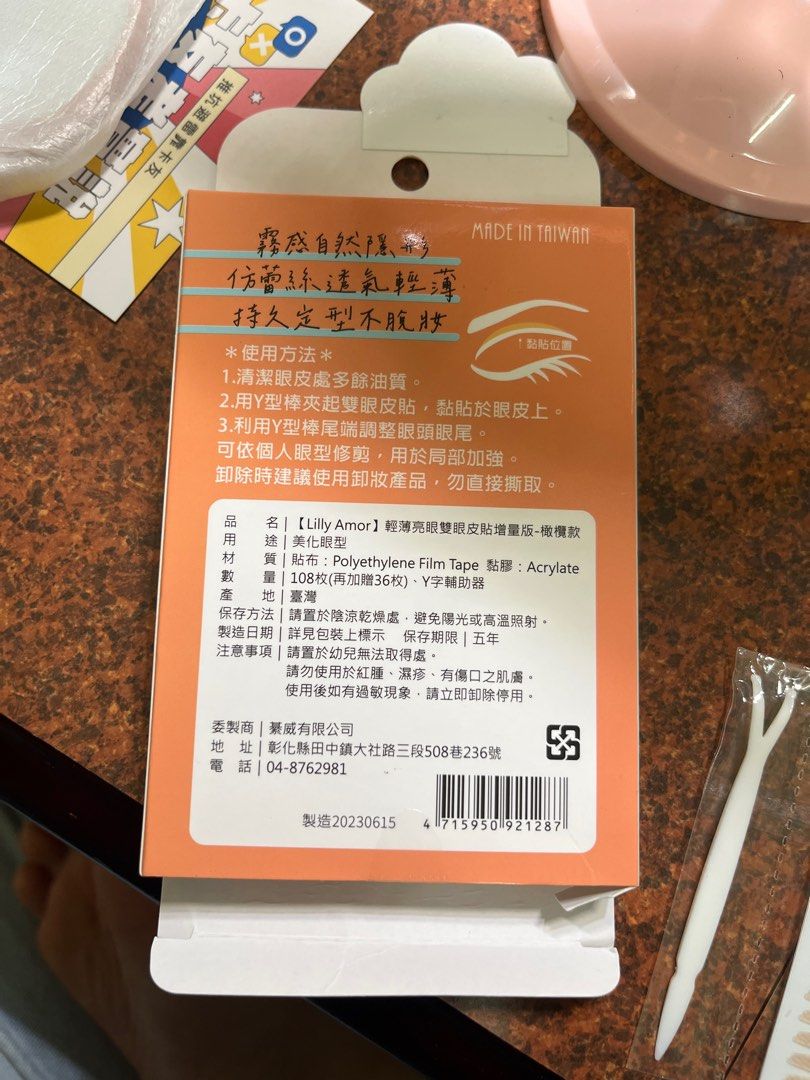 推坑避雷靠卡友
MADE IN TAIWAN
霧感自然隱形
仿蕾絲透氣輕薄
持久定型不脫妝
↑黏貼位置
*使用方法*
1.清潔眼皮處多餘油質。
2.用Y型棒夾起雙眼皮貼,黏貼於眼皮上。
3.利用Y型棒尾端調整眼頭眼尾。
可依個人眼型修剪,用於局部加強。
卸除時建議使用卸妝產品,勿直接撕取。
品 名|【Lilly Amor】輕薄亮眼雙眼皮貼增量版-橄欖款
用 途|美化眼型
材 質|貼布:Polyethylene Film Tape 黏膠:Acrylate
數 量|108枚(再加贈36枚)、Y字輔助器
產 地|臺灣
保存方法|請置於陰涼乾燥處,避免陽光或高溫照射。
製造日期|詳見包裝上標示 保存期限|五年
注意事項|請置於幼兒無法取得處。
請勿使用於紅腫、濕疹、有傷口之肌膚。
使用後如有過敏現象,請立即卸除停用。
委製商|綦威有限公司
地 址|彰化縣田中鎮大社路三段508巷236號
電 話|04-8762981
製造20230615
4 715950 921287